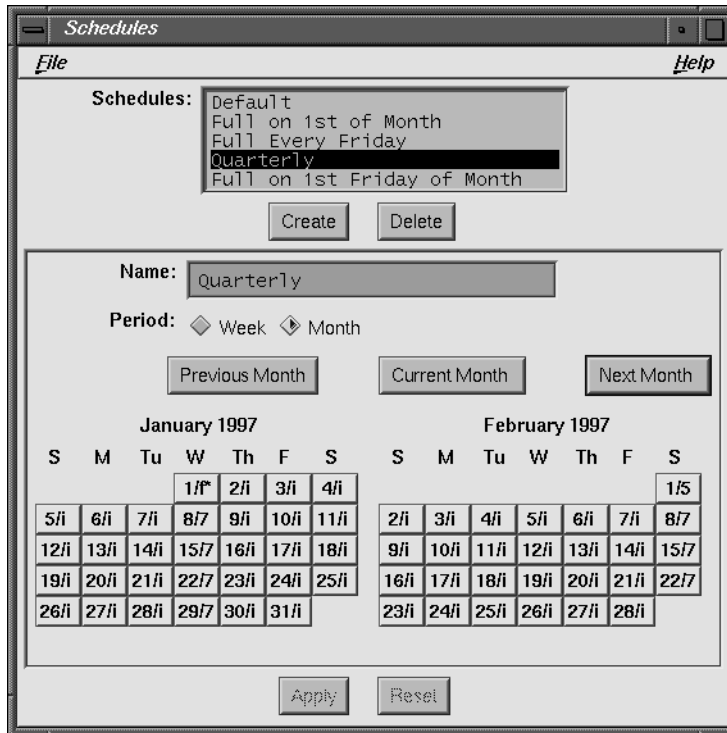 Schedules
File Help
Schedules:
Default
Full on 1st of Month
Full Every Friday
Quarterly
Full on 1st Friday of Month
Create Delete
Name: Quarterly
Period: Week Month
Previous Month Current Month Next Month
January 1997
S M Tu W Th F S
1/f* 2/i 3/i 4/i
5/i 6/i 7/i 8/7 9/i 10/i 11/i
12/i 13/i 14/i 15/7 16/i 17/i 18/i
19/i 20/i 21/i 22/7 23/i 24/i 25/i
26/i 27/i 28/i 29/7 30/i 31/i
February 1997
S M Tu W Th F S
1/5
2/i 3/i 4/i 5/i 6/i 7/i 8/7
9/i 10/i 11/i 12/i 13/i 14/i 15/7
16/i 17/i 18/i 19/i 20/i 21/i 22/7
23/i 24/i 25/i 26/i 27/i 28/i
Apply Reset